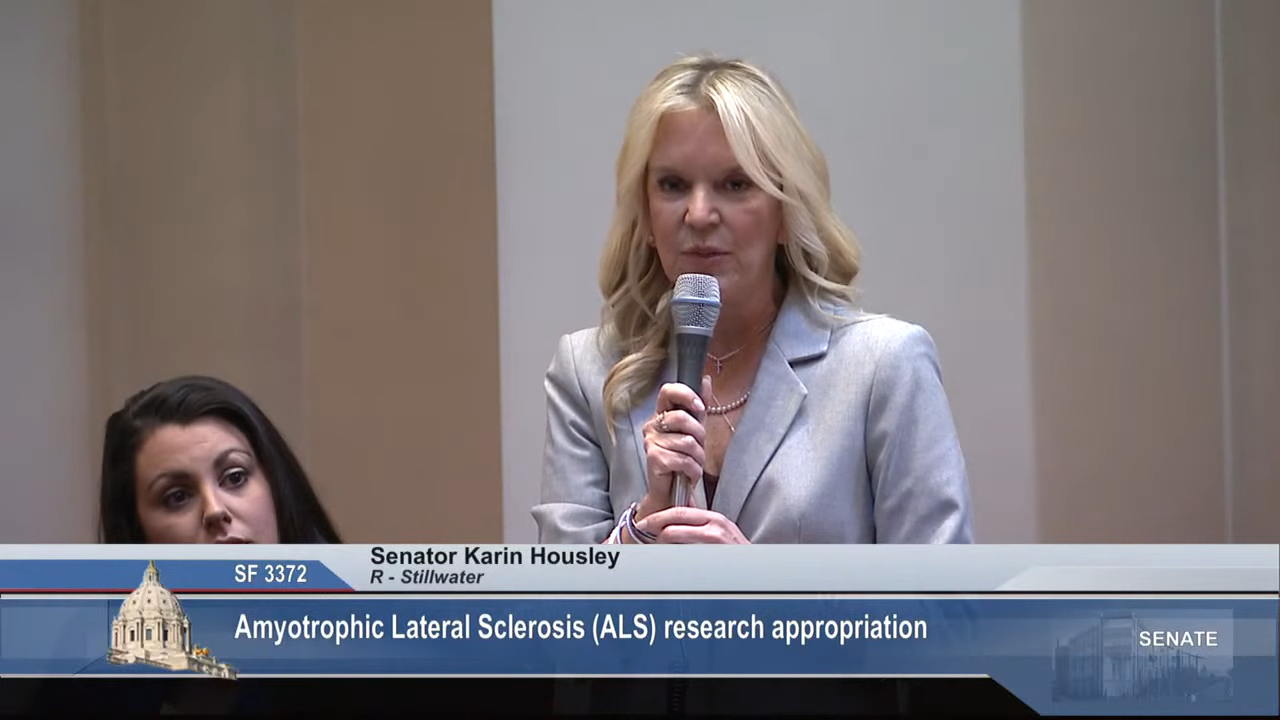 Senator Karin Housley
R - Stillwater
SF 3372
Amyotrophic Lateral Sclerosis (ALS) research appropriation
SENATE